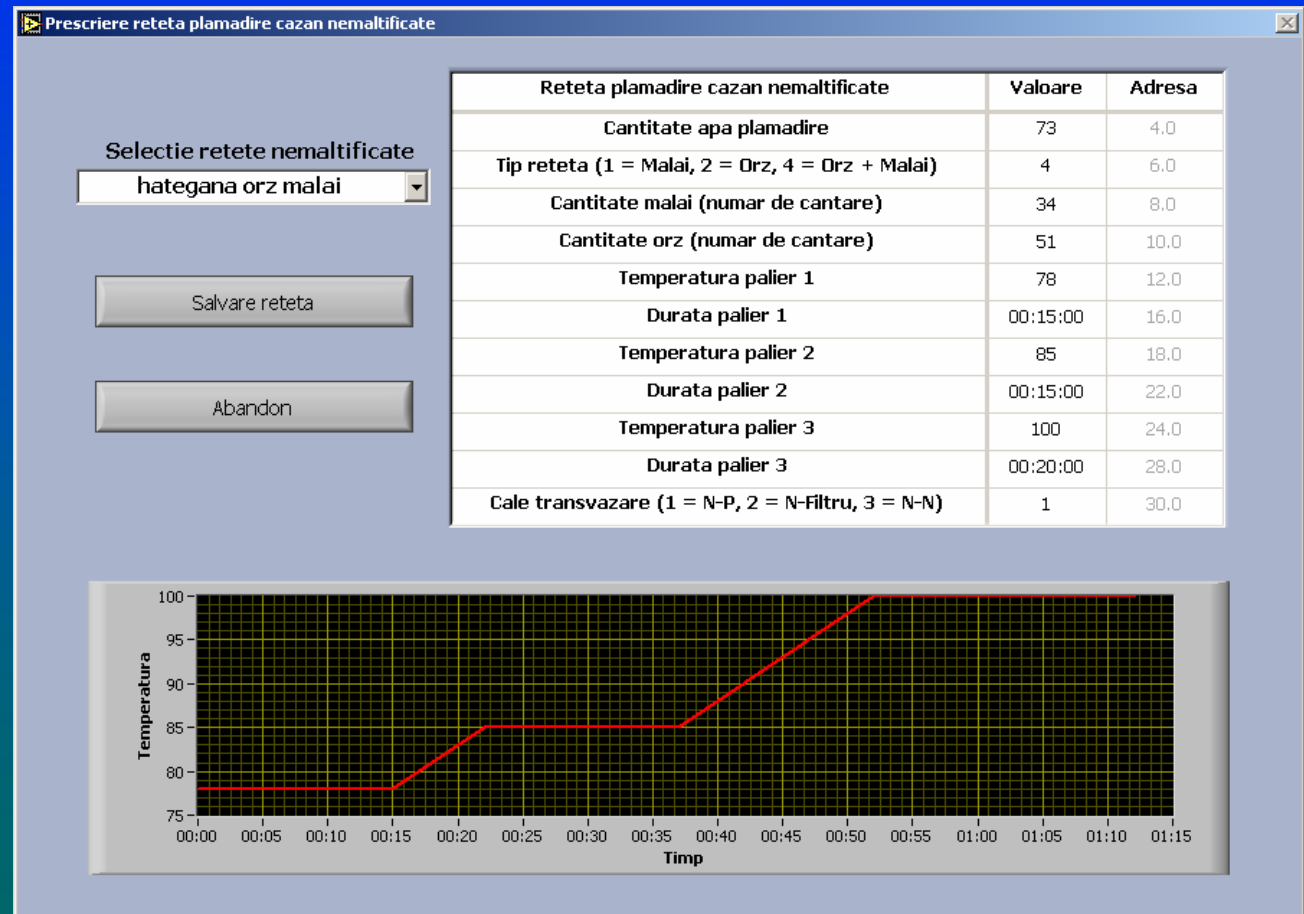 Prescriere reteta plamadire cazan nemaltificate
Selectie retete nemaltificate
hategana orz malai
Salvare reteta
Abandon
Reteta plamadire cazan nemaltificate Valoare Adresa
Cantitate apa plamadire 73 4.0
Tip reteta (1 = Malai, 2 = Orz, 4 = Orz + Malai) 4 6.0
Cantitate malai (numar de cantare) 34 8.0
Cantitate orz (numar de cantare) 51 10.0
Temperatura palier 1 78 12.0
Durata palier 1 00:15:00 16.0
Temperatura palier 2 85 18.0
Durata palier 2 00:15:00 22.0
Temperatura palier 3 100 24.0
Durata palier 3 00:20:00 28.0
Cale transvazare (1 = N-P, 2 = N-Filtru, 3 = N-N) 1 30.0
Temperatura
100
95
90
85
80
75
00:00 00:05 00:10 00:15 00:20 00:25 00:30 00:35 00:40 00:45 00:50 00:55 01:00 01:05 01:10 01:15
Timp